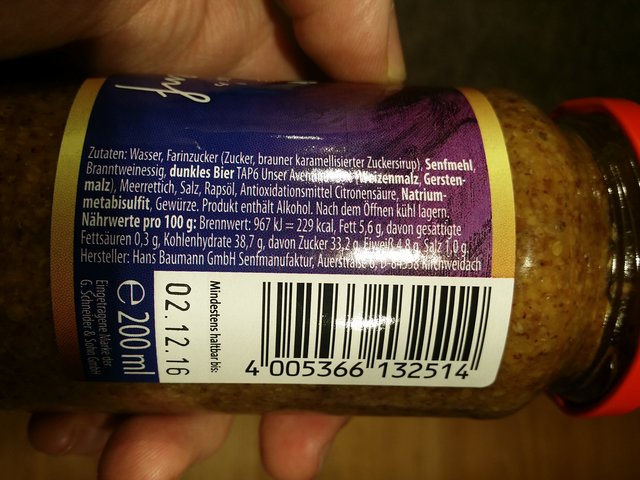 Zutaten: Wasser, Farinzucker (Zucker, brauner karamellisierter Zuckersirup), Senfmehl,
Branntweinessig, dunkles Bier TAP6 Unser (Weizenmalz, Gersten-
malz), Meerrettich, Salz, Rapsöl, Antioxidationsmittel Citronensäure, Natrium-
metabisulfit, Gewürze. Produkt enthält Alkohol. Nach dem Öffnen kühl lagern.
Nährwerte pro 100 g: Brennwert: 967 kJ = 229 kcal, Fett 5,6 g, davon gesättigte
Fettsäuren 0,3 g, Kohlenhydrate 38,7 g, davon Zucker 33,2 g, Eiweiß 4,8 g, Salz 1,0 g.
Hersteller: Hans Baumann GmbH Senfmanufaktur, Auerstraße Kirchweidach
Eingetragene Marke der
G. Schneider & Sohn GmbH
e 200 ml
02.12.16
Mindestens haltbar bis:
4 005366 132514